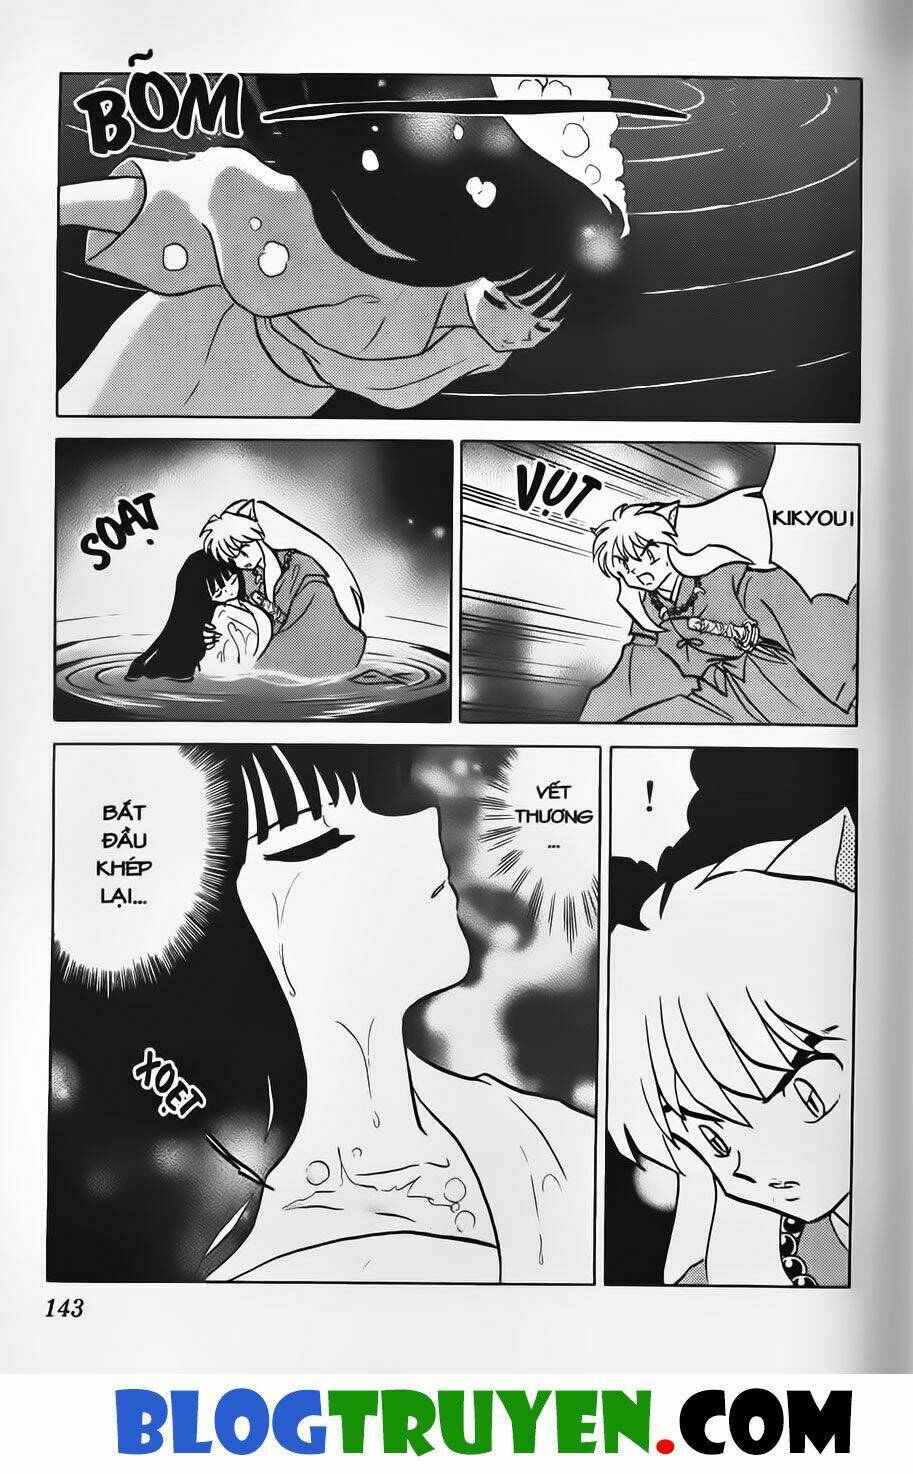 BÕM
VỤT
KIKYOU!
SOẠT
!
VẾT
THƯƠNG
...
BẮT
ĐẦU
KHÉP
LẠI...
XOẸT
143
BLOGTRUYEN.COM